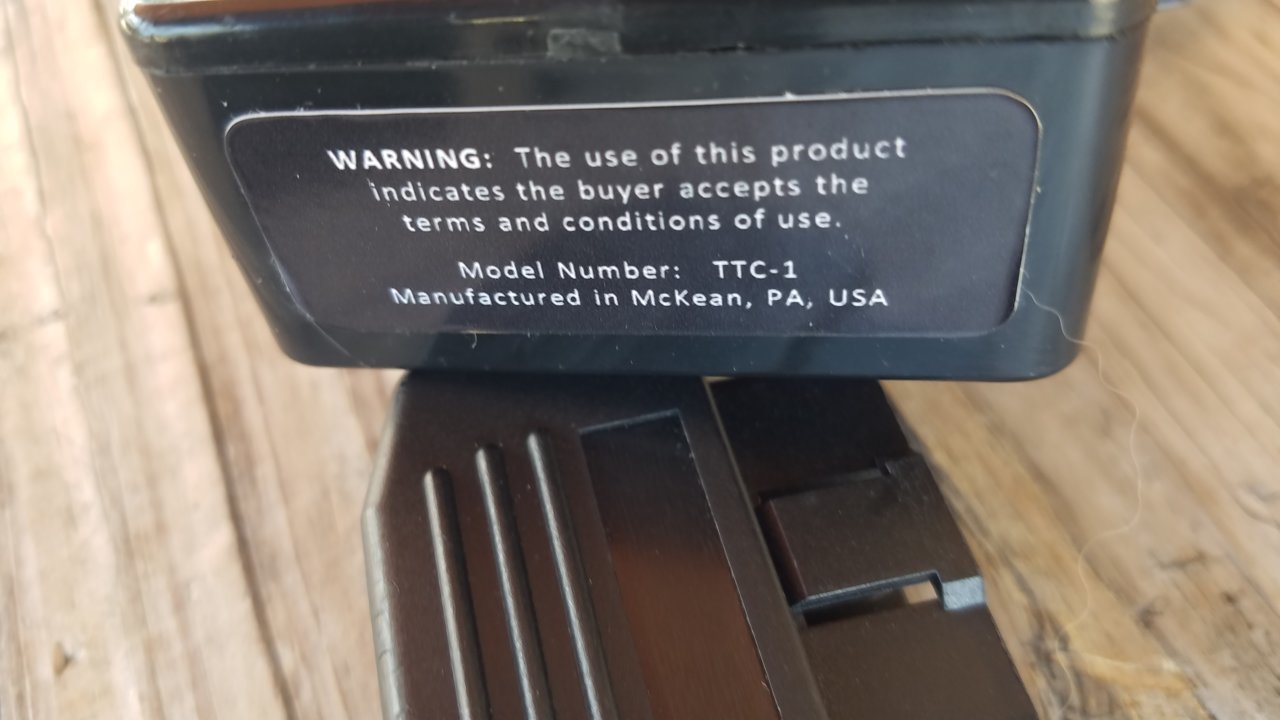 WARNING: The use of this product
indicates the buyer accepts the
terms and conditions of use.
Model Number: TTC-1
Manufactured in McKean, PA, USA